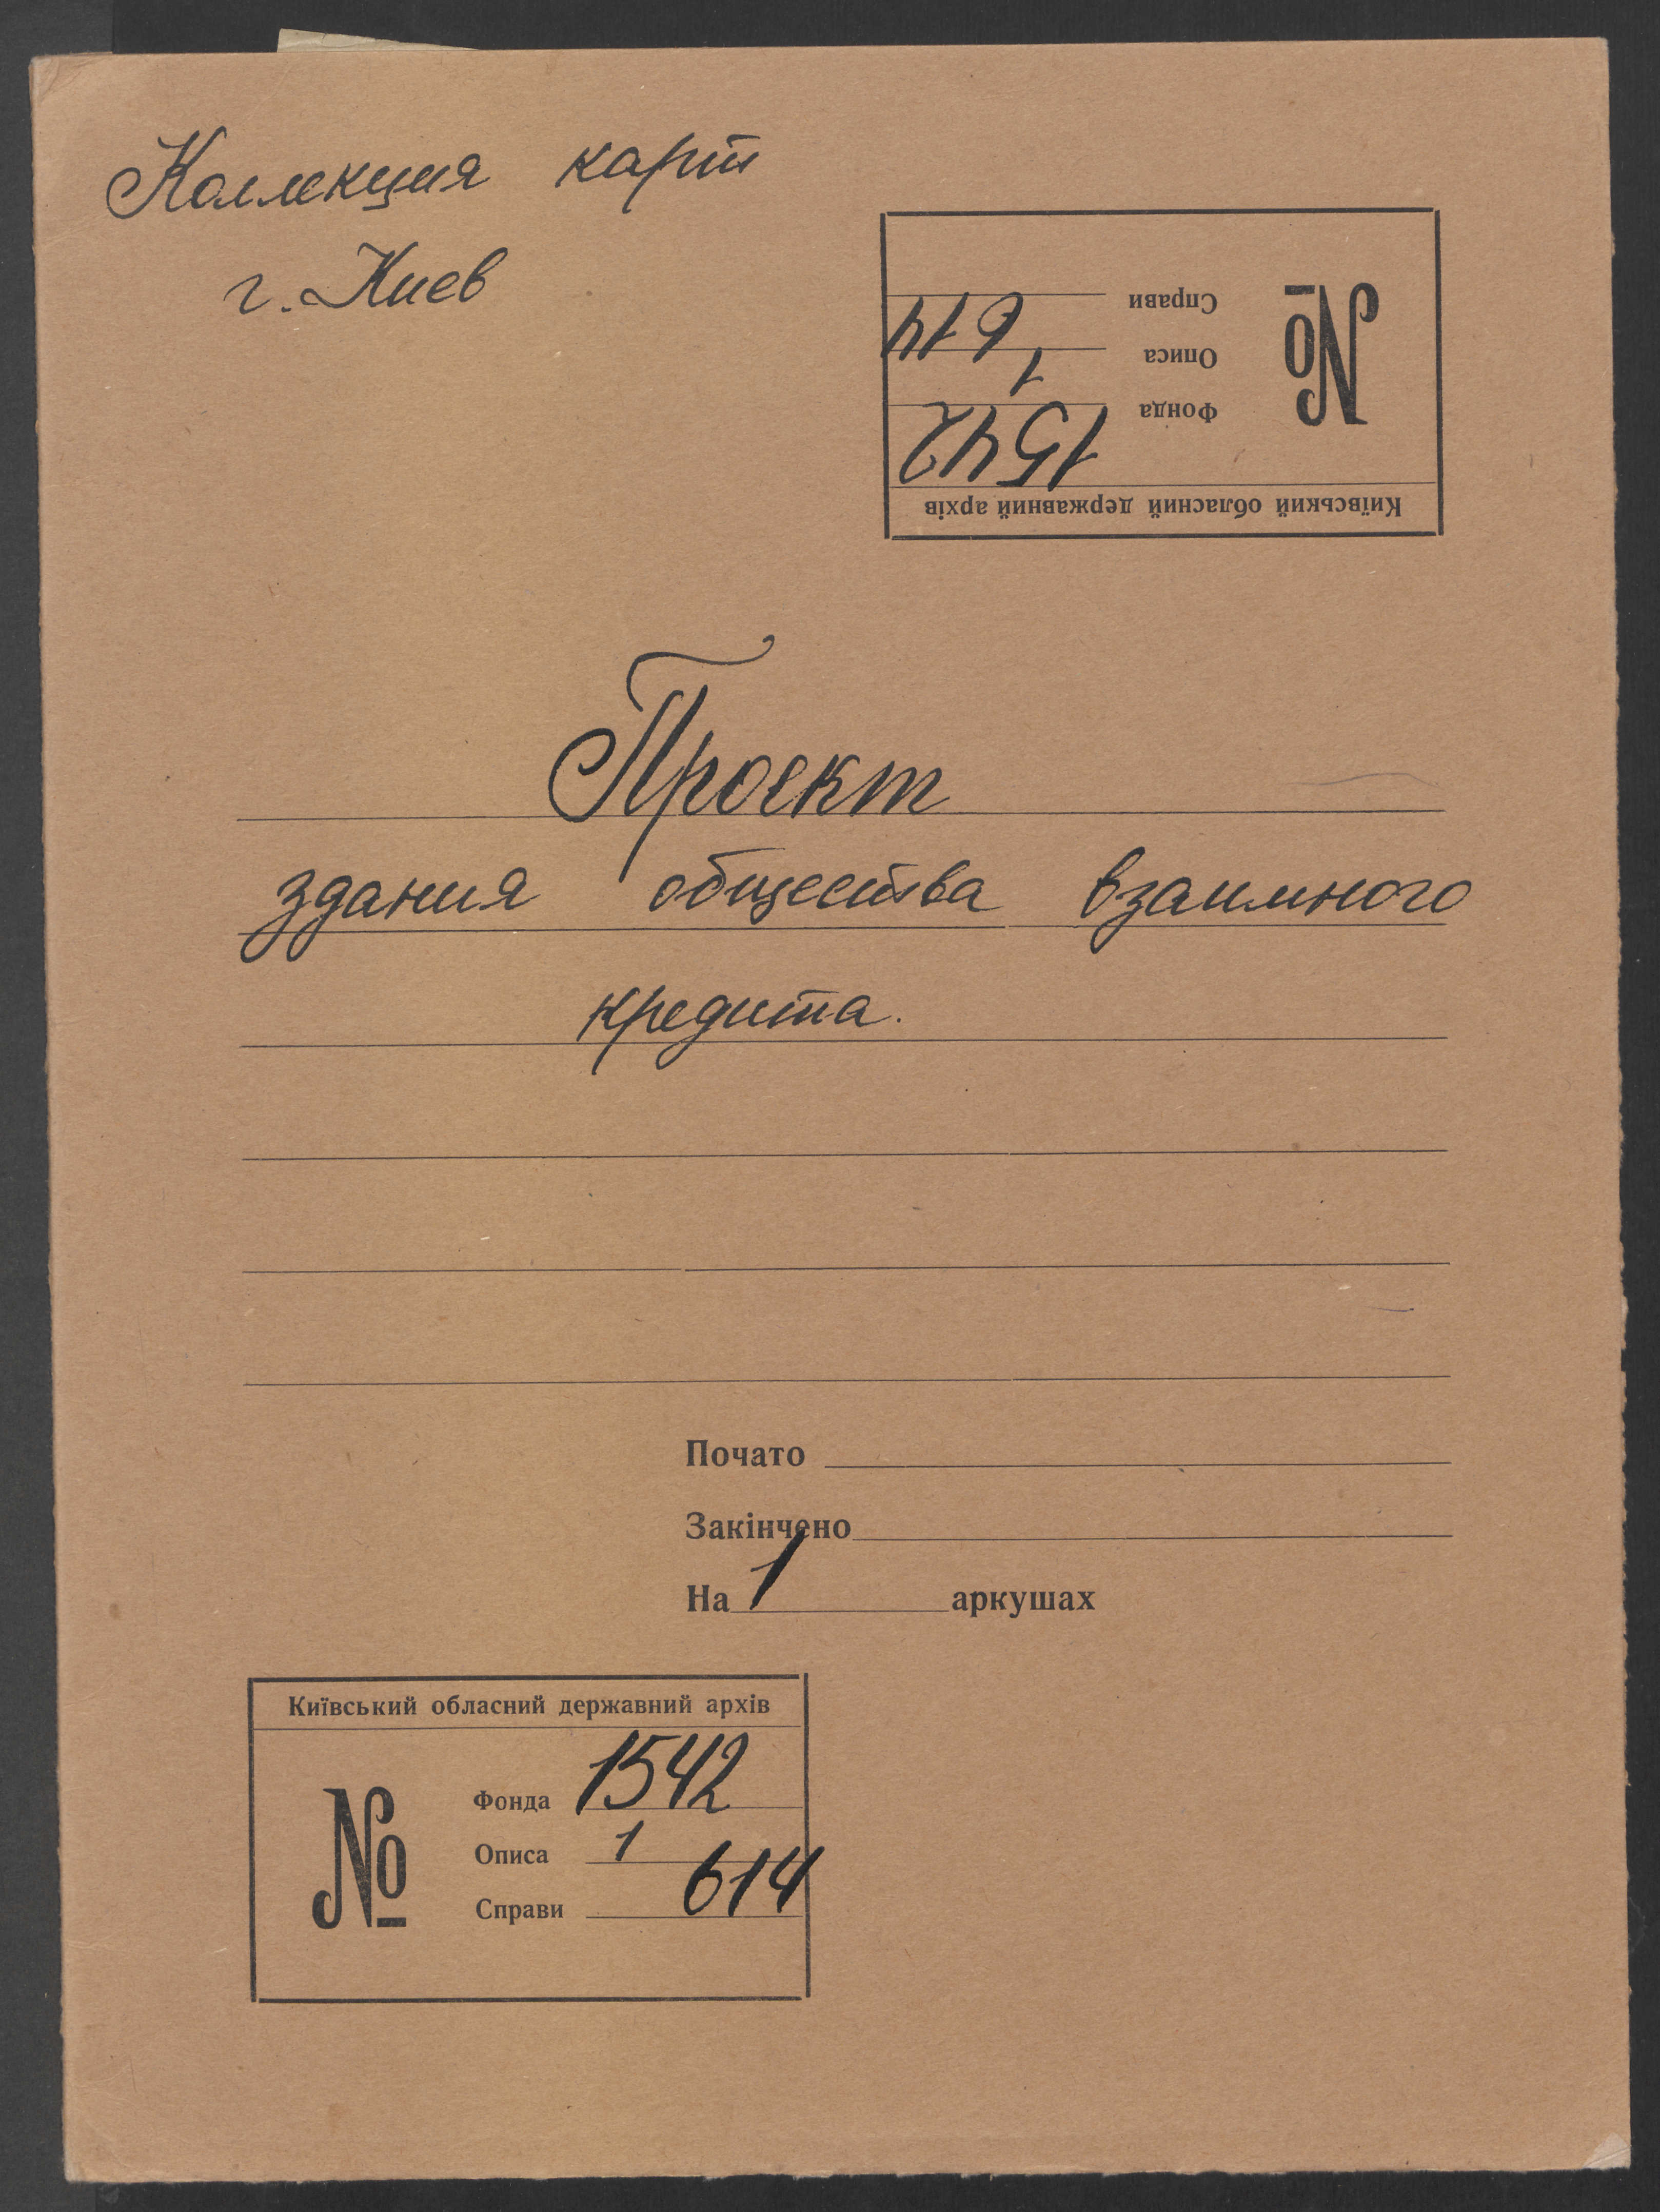 Коллекция карт
г. Киев
Київський обласний державний архів
№
Фонда 1542
Описа 1
Справи 614
Проект
здания общества взаимного
кредита.
Почато
Закінчено
На 1 аркушах
Київський обласний державний архів
№
Фонда 1542
Описа 1
Справи 614